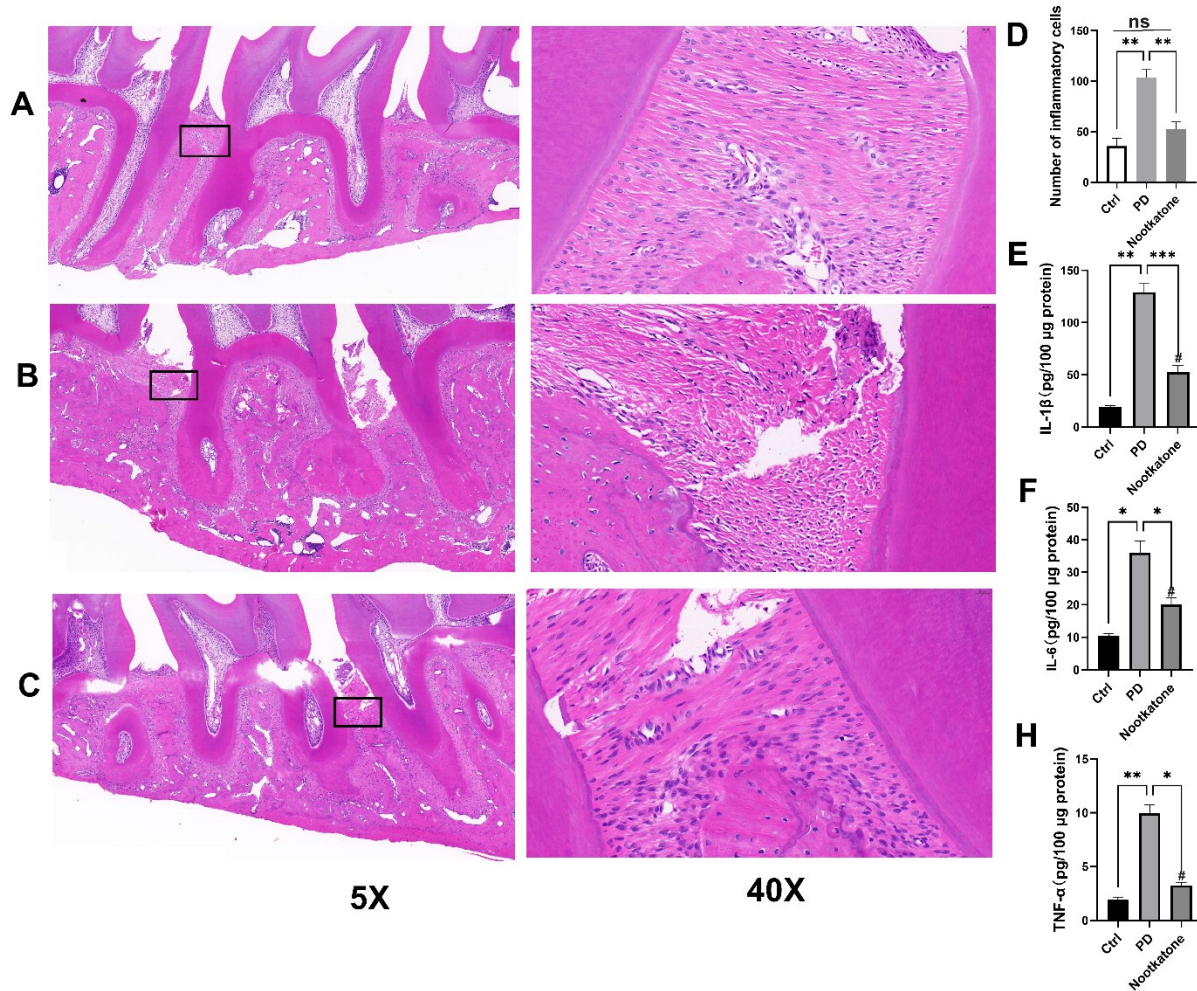 A
B
C
5X
40X
D
Number of inflammatory cells
150
100
50
0
ns
** **
Ctrl
PD
Nootkatone
E
IL-1β(pg/100 μg protein)
150
100
50
0
** ***
#
Ctrl
PD
Nootkatone
F
IL-6(pg/100 μg protein)
50
40
30
20
10
0
* *
#
Ctrl
PD
Nootkatone
H
TNF-α(pg/100 μg protein)
15
10
5
0
** *
#
Ctrl
PD
Nootkatone